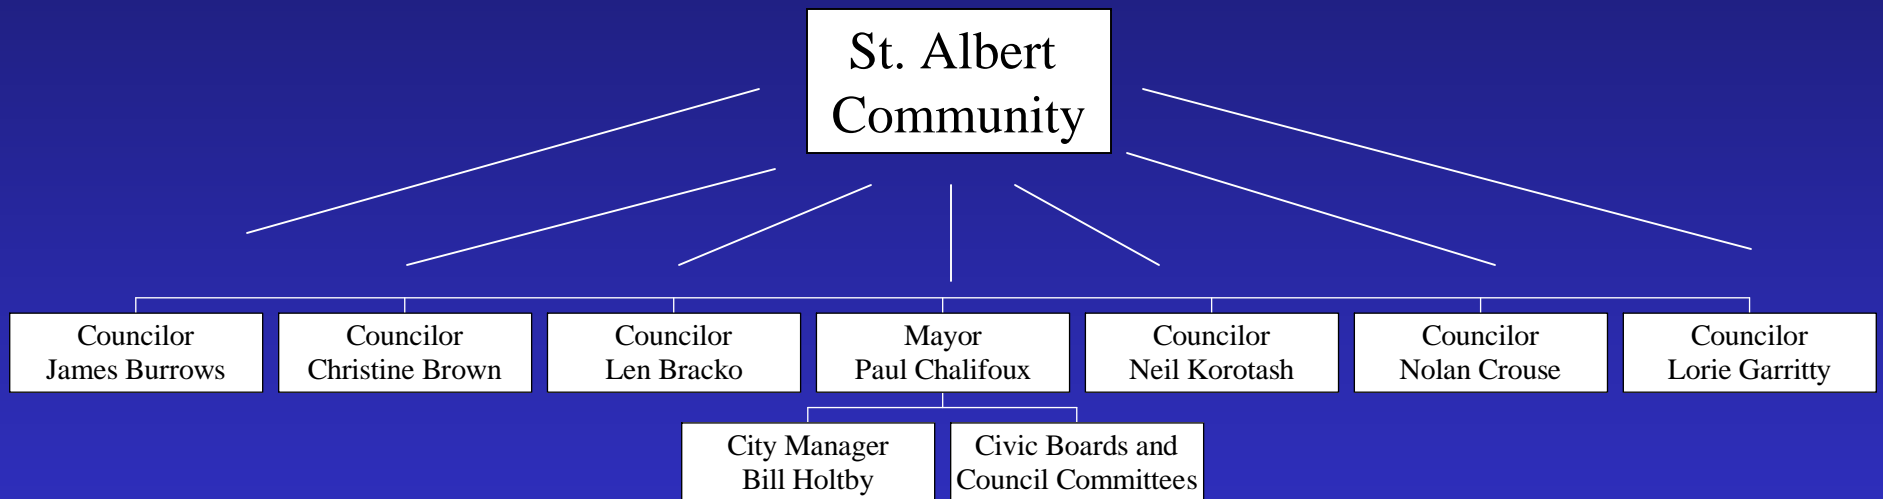 St. Albert
Community
Councilor
James Burrows
Councilor
Christine Brown
Councilor
Len Bracko
Mayor
Paul Chalifoux
Councilor
Neil Korotash
Councilor
Nolan Crouse
Councilor
Lorie Garritty
City Manager
Bill Holtby
Civic Boards and
Council Committees